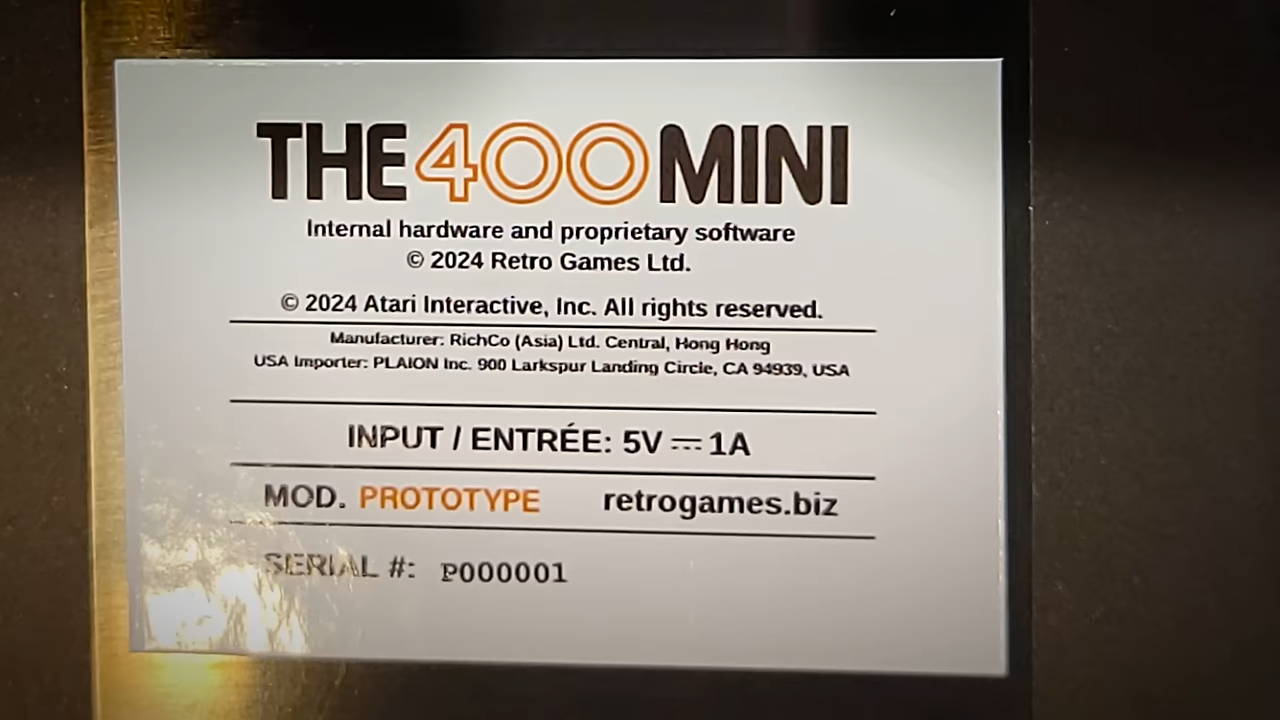 THE400MINI
Internal hardware and proprietary software
© 2024 Retro Games Ltd.
© 2024 Atari Interactive, Inc. All rights reserved.
Manufacturer: RichCo (Asia) Ltd. Central, Hong Hong
USA Importer: PLAION Inc. 900 Larkspur Landing Circle, CA 94939, USA
INPUT / ENTRÉE: 5V ⎓ 1A
MOD. PROTOTYPE retrogames.biz
SERIAL #: P000001